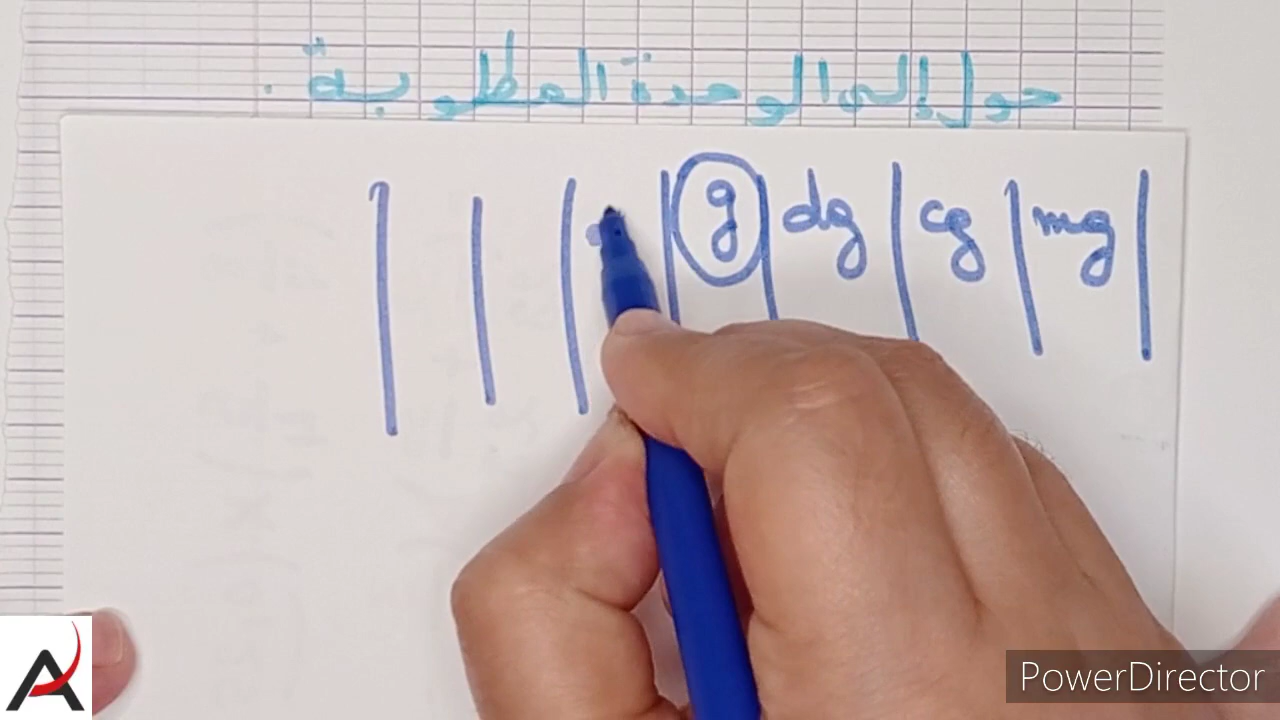 حول إلى الوحدة المطلوبة .
g dg cg mg
PowerDirector